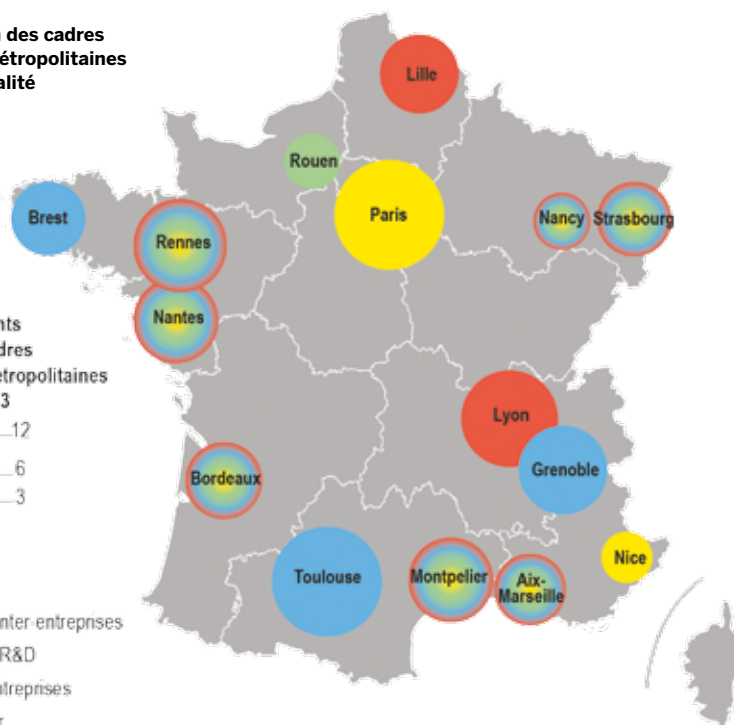 des cadres
étropolitaines
alité
Lille
Rouen
Paris
Brest
Nancy
Strasbourg
Rennes
Nantes
nts
dres
étropolitaines
3
12
6
3
Lyon
Grenoble
Bordeaux
Nice
Toulouse
Montpelier
Aix-
Marseille
nter-entreprises
R&D
ntreprises